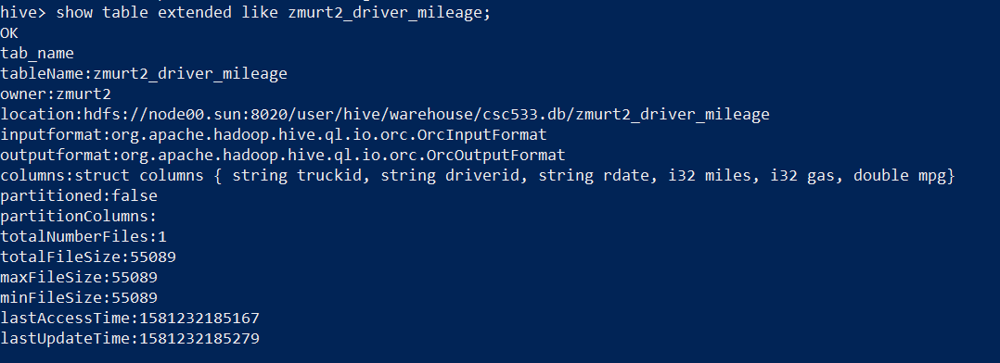 hive> show table extended like zmurt2_driver_mileage;
OK
tab_name
tableName:zmurt2_driver_mileage
owner:zmurt2
location:hdfs://node00.sun:8020/user/hive/warehouse/csc533.db/zmurt2_driver_mileage
inputformat:org.apache.hadoop.hive.ql.io.orc.OrcInputFormat
outputformat:org.apache.hadoop.hive.ql.io.orc.OrcOutputFormat
columns:struct columns { string truckid, string driverid, string rdate, i32 miles, i32 gas, double mpg}
partitioned:false
partitionColumns:
totalNumberFiles:1
totalFileSize:55089
maxFileSize:55089
minFileSize:55089
lastAccessTime:1581232185167
lastUpdateTime:1581232185279